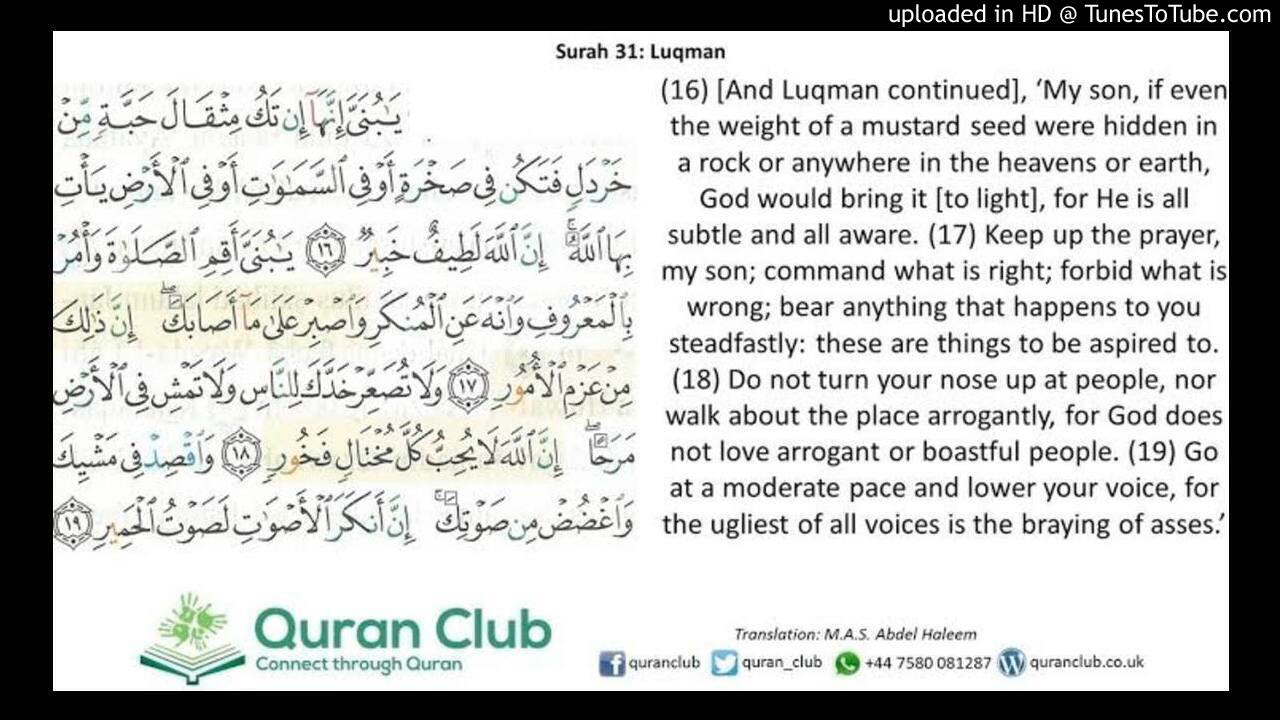 uploaded in HD @ TunesToTube.com
Surah 31: Luqman
يَـٰبُنَىَّ إِنَّهَآ إِن تَكُ مِثْقَالَ حَبَّةٍ مِّنْ
خَرْدَلٍ فَتَكُن فِى صَخْرَةٍ أَوْ فِى ٱلسَّمَـٰوَٰتِ أَوْ فِى ٱلْأَرْضِ يَأْتِ
بِهَا ٱللَّهُ ۚ إِنَّ ٱللَّهَ لَطِيفٌ خَبِيرٌ ١٦ يَـٰبُنَىَّ أَقِمِ ٱلصَّلَوٰةَ وَأْمُرْ
بِٱلْمَعْرُوفِ وَٱنْهَ عَنِ ٱلْمُنكَرِ وَٱصْبِرْ عَلَىٰ مَآ أَصَابَكَ ۖ إِنَّ ذَٰلِكَ
مِنْ عَزْمِ ٱلْأُمُورِ ١٧ وَلَا تُصَعِّرْ خَدَّكَ لِلنَّاسِ وَلَا تَمْشِ فِى ٱلْأَرْضِ
مَرَحًا ۖ إِنَّ ٱللَّهَ لَا يُحِبُّ كُلَّ مُخْتَالٍ فَخُورٍ ١٨ وَٱقْصِدْ فِى مَشْيِكَ
وَٱغْضُضْ مِن صَوْتِكَ ۚ إِنَّ أَنكَرَ ٱلْأَصْوَٰتِ لَصَوْتُ ٱلْحَمِيرِ ١٩
(16) [And Luqman continued], ‘My son, if even
the weight of a mustard seed were hidden in
a rock or anywhere in the heavens or earth,
God would bring it [to light], for He is all
subtle and all aware. (17) Keep up the prayer,
my son; command what is right; forbid what is
wrong; bear anything that happens to you
steadfastly: these are things to be aspired to.
(18) Do not turn your nose up at people, nor
walk about the place arrogantly, for God does
not love arrogant or boastful people. (19) Go
at a moderate pace and lower your voice, for
the ugliest of all voices is the braying of asses.’
Quran Club
Connect through Quran
Translation: M.A.S. Abdel Haleem
quranclub quran_club +44 7580 081287 quranclub.co.uk